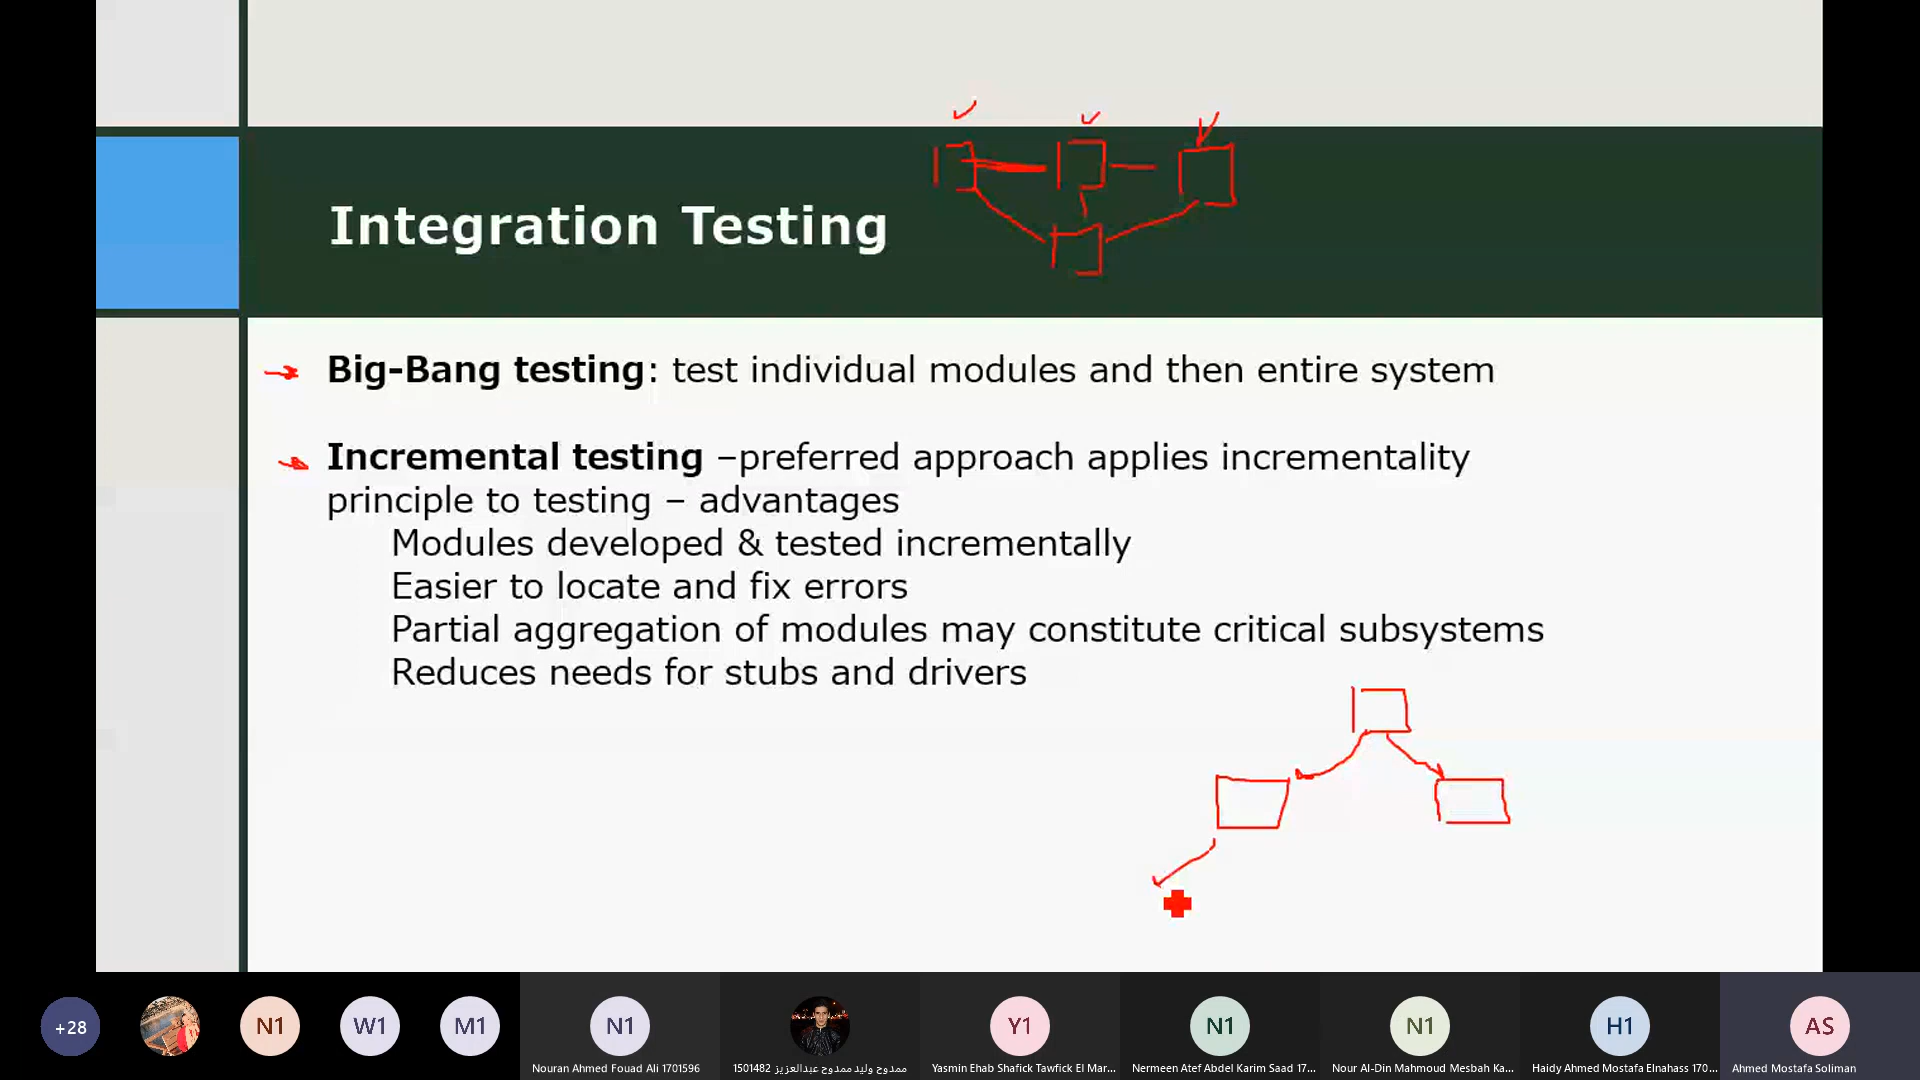 Integration Testing
Big-Bang testing: test individual modules and then entire system
Incremental testing –preferred approach applies incrementality
principle to testing – advantages
Modules developed & tested incrementally
Easier to locate and fix errors
Partial aggregation of modules may constitute critical subsystems
Reduces needs for stubs and drivers
+28
N1
W1
M1
N1
Y1
N1
N1
H1
AS
Nouran Ahmed Fouad Ali 1701596
ممدوح وليد ممدوح عبدالعزيز 1501482
Yasmin Ehab Shafick Tawfick El Mar...
Nermeen Atef Abdel Karim Saad 17...
Nour Al-Din Mahmoud Mesbah Ka...
Haidy Ahmed Mostafa Elnahass 170...
Ahmed Mostafa Soliman